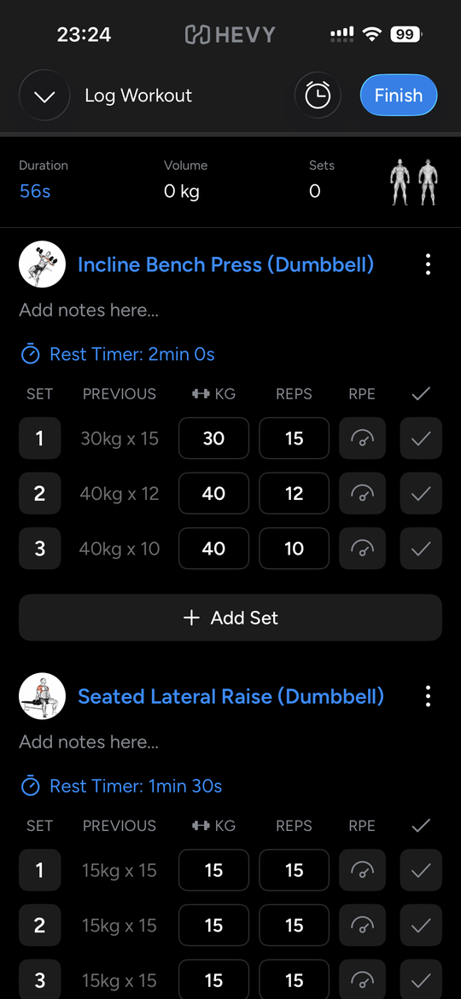 23:24 HEVY 99
Log Workout Finish
Duration Volume Sets
56s 0 kg 0
Incline Bench Press (Dumbbell)
Add notes here...
Rest Timer: 2min 0s
SET PREVIOUS KG REPS RPE
1 30kg x 15 30 15
2 40kg x 12 40 12
3 40kg x 10 40 10
+ Add Set
Seated Lateral Raise (Dumbbell)
Add notes here...
Rest Timer: 1min 30s
SET PREVIOUS KG REPS RPE
1 15kg x 15 15 15
2 15kg x 15 15 15
3 15kg x 15 15 15